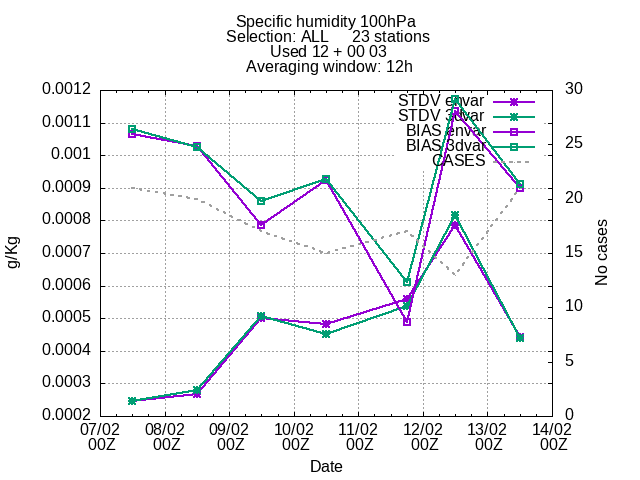 Specific humidity 100hPa
Selection: ALL 23 stations
Used 12 + 00 03
Averaging window: 12h
0.0012
0.0011
0.001
0.0009
0.0008
0.0007
0.0006
0.0005
0.0004
0.0003
0.0002
g/Kg
STDV envar
STDV 3dvar
BIAS envar
BIAS 3dvar
CASES
30
25
20
15
10
5
0
No cases
07/02 08/02 09/02 10/02 11/02 12/02 13/02 14/02
00Z 00Z 00Z 00Z 00Z 00Z 00Z 00Z
Date